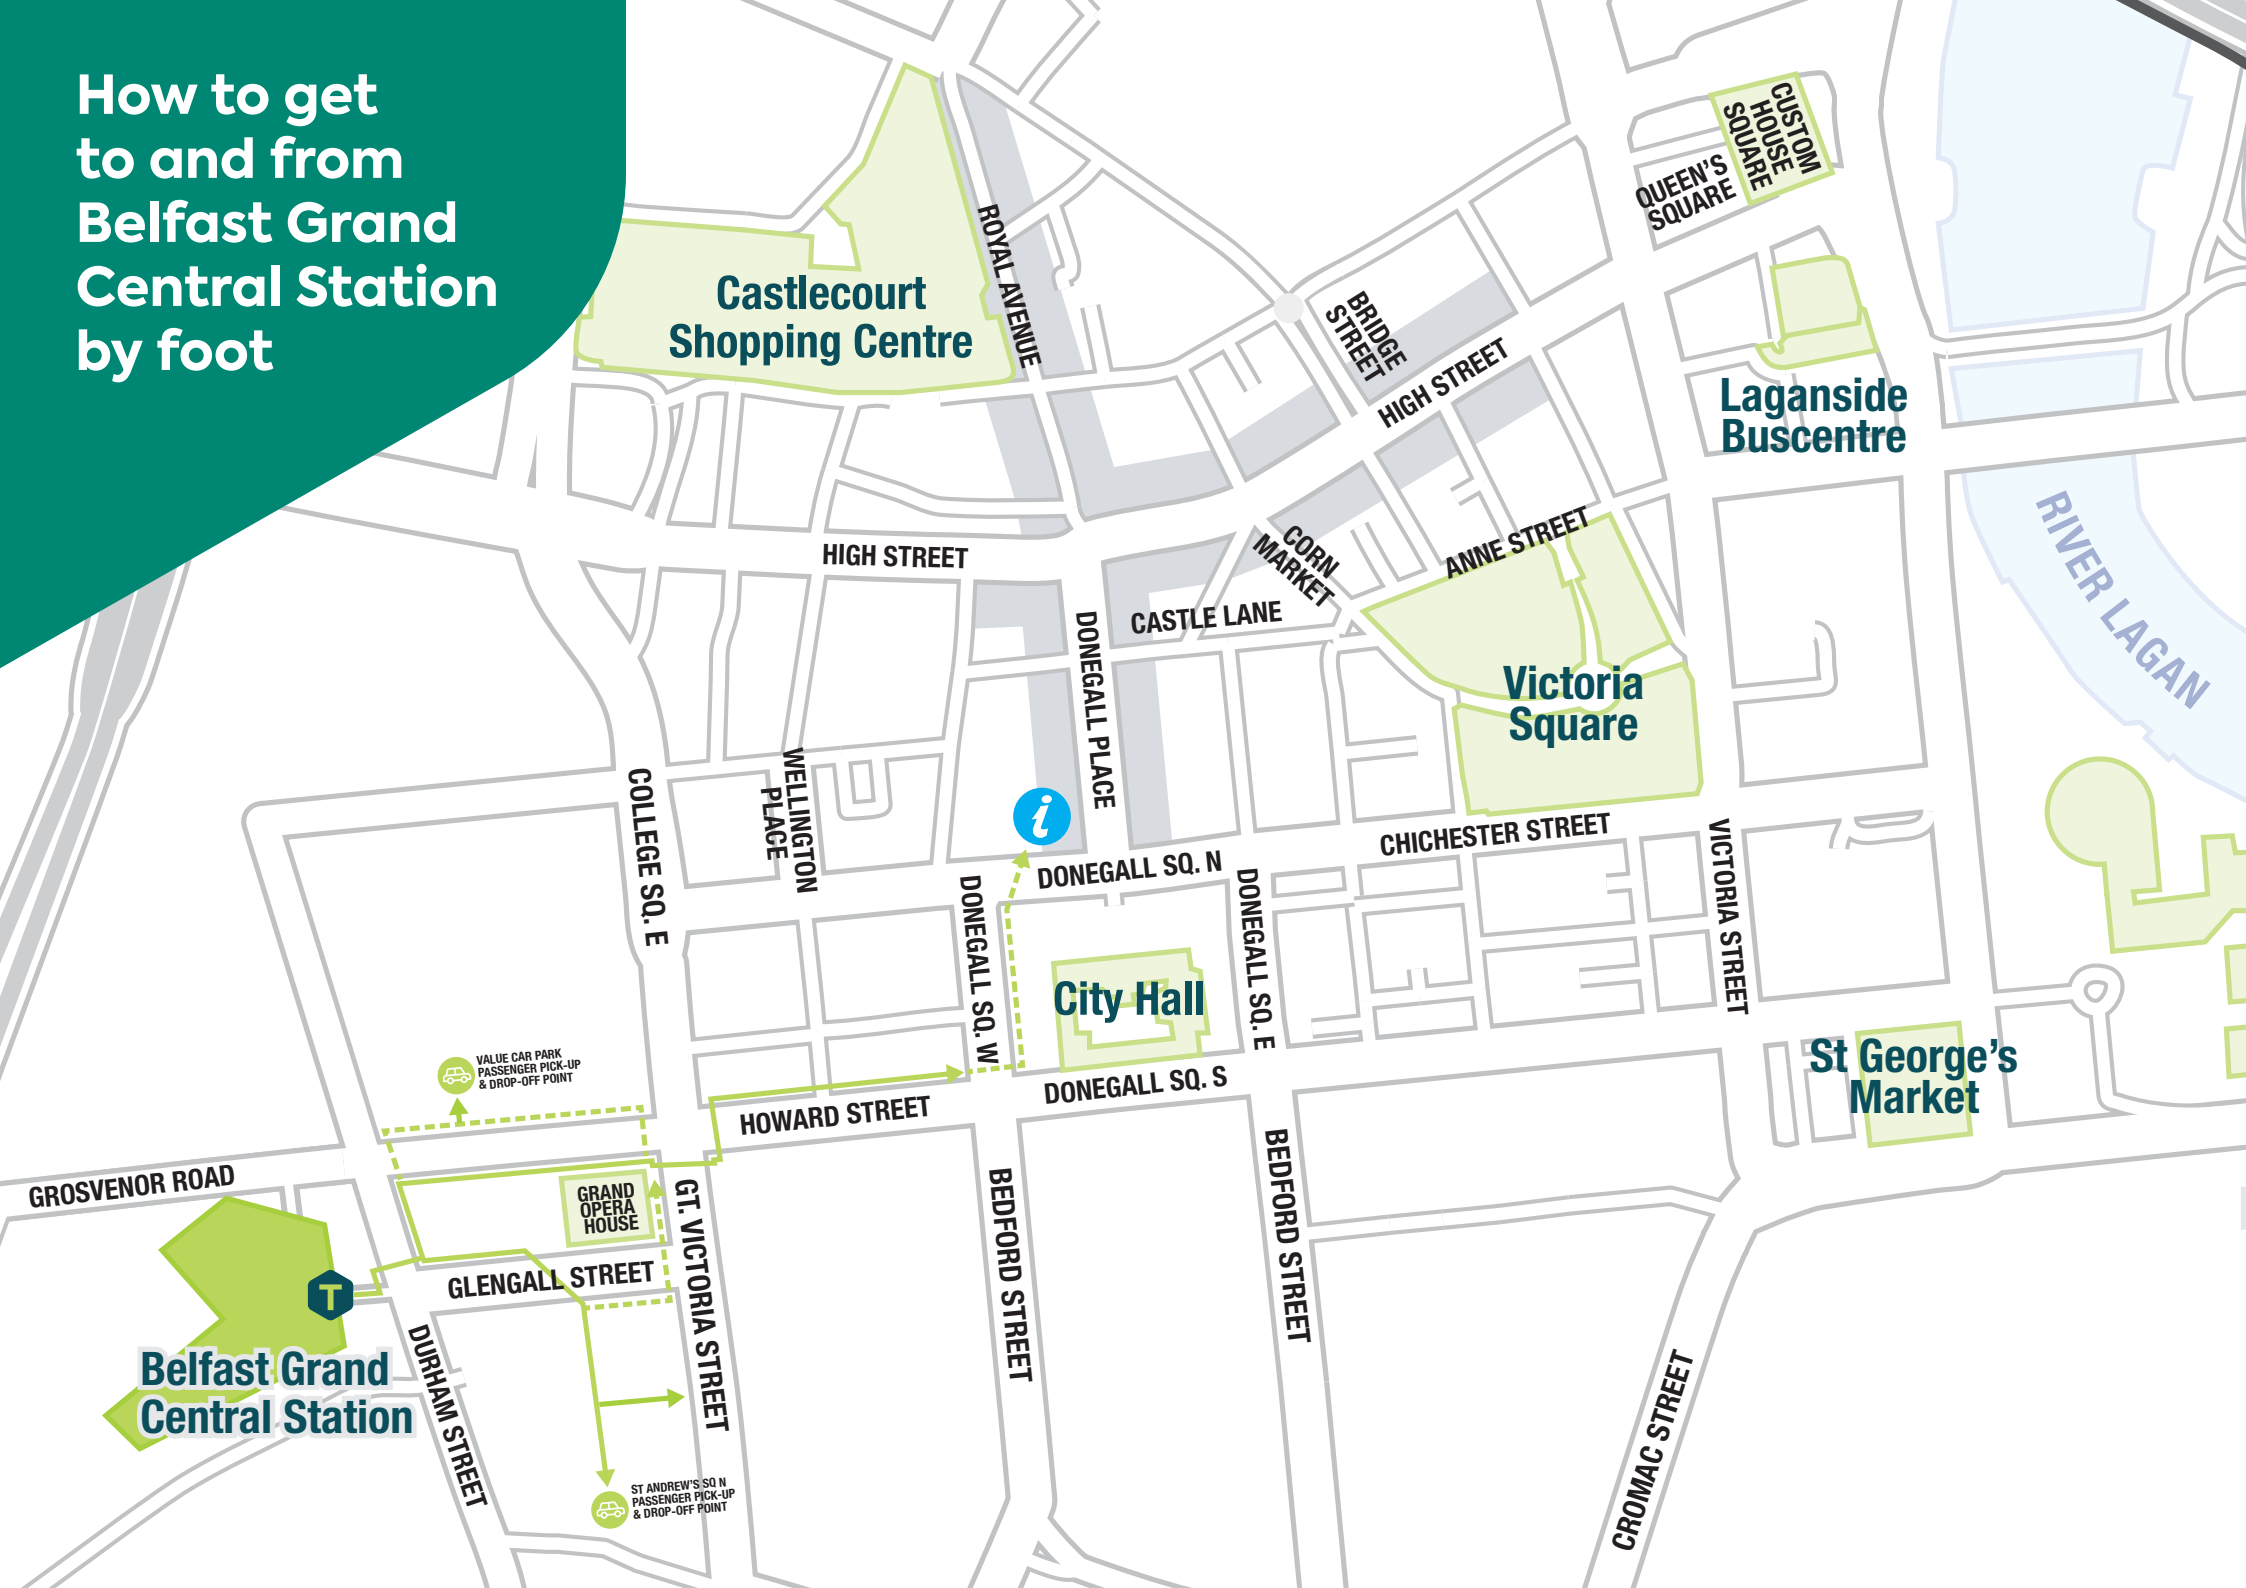 How to get
to and from
Belfast Grand
Central Station
by foot
CUSTOM
HOUSE
SQUARE
QUEEN'S
SQUARE
ROYAL AVENUE
Castlecourt
Shopping Centre
BRIDGE
STREET
HIGH STREET
Laganside
Buscentre
RIVER LAGAN
HIGH STREET
CORN
MARKET
ANNE STREET
CASTLE LANE
DONEGALL PLACE
Victoria
Square
COLLEGE SQ. E
WELLINGTON
PLACE
i
DONEGALL SQ. N
CHICHESTER STREET
VICTORIA STREET
DONEGALL SQ. W
DONEGALL SQ. E
City Hall
St George's
Market
VALUE CAR PARK
PASSENGER PICK-UP
& DROP-OFF POINT
HOWARD STREET
DONEGALL SQ. S
GROSVENOR ROAD
GRAND
OPERA
HOUSE
GT. VICTORIA STREET
BEDFORD STREET
BEDFORD STREET
GLENGALL STREET
T
Belfast Grand
Central Station
DURHAM STREET
CROMAC STREET
ST ANDREW'S SQ N
PASSENGER PICK-UP
& DROP-OFF POINT